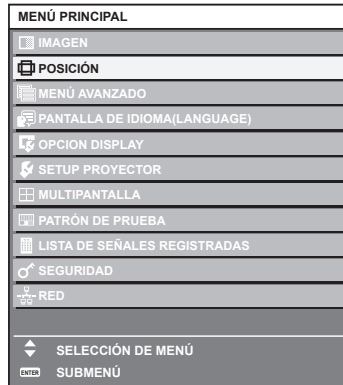 MENÚ PRINCIPAL
IMAGEN
POSICIÓN
MENÚ AVANZADO
PANTALLA DE IDIOMA(LANGUAGE)
OPCION DISPLAY
SETUP PROYECTOR
MULTIPANTALLA
PATRÓN DE PRUEBA
LISTA DE SEÑALES REGISTRADAS
SEGURIDAD
RED
SELECCIÓN DE MENÚ
ENTER SUBMENÚ